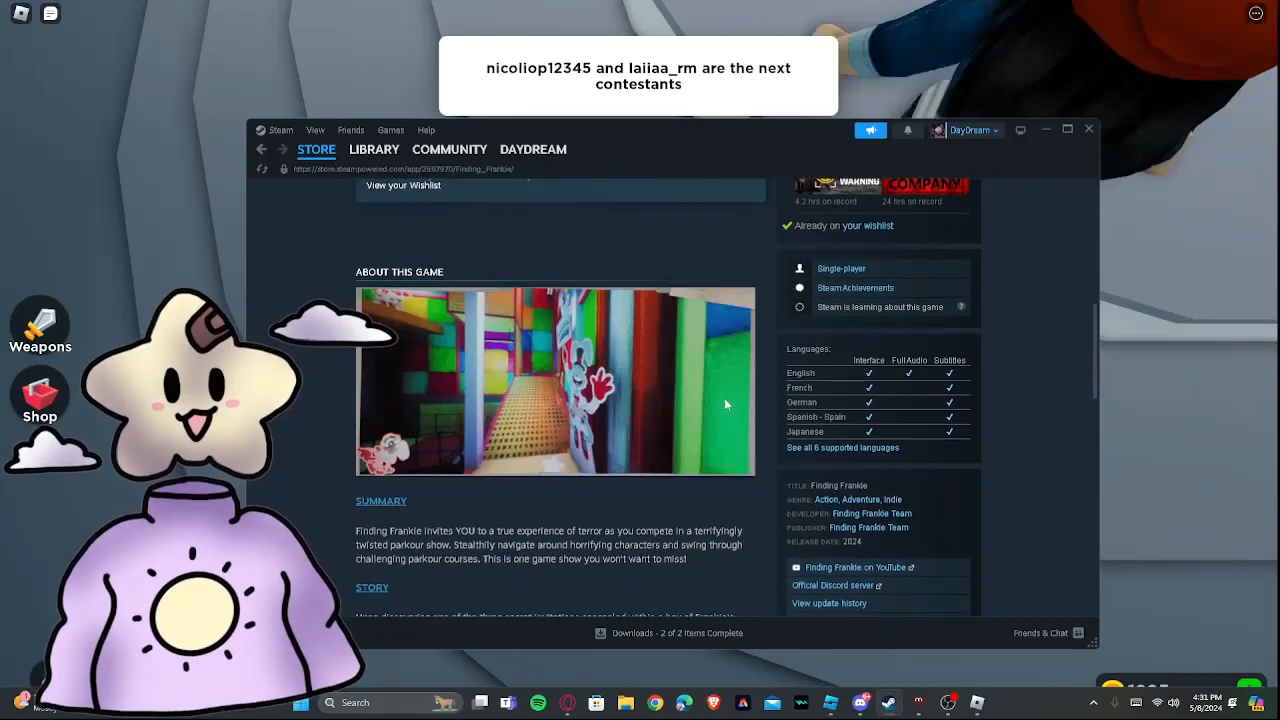 nicoliop12345 and laiiaa_rm are the next
contestants
Steam View Friends Games Help
DayDream
STORE LIBRARY COMMUNITY DAYDREAM
https://store.steampowered.com/app/2597970/Finding_Frankie/
View your Wishlist
WARNING
COMPANY
4.2 hrs on record 24 hrs on record
Already on your wishlist
ABOUT THIS GAME
Single-player
Steam Achievements
Steam is learning about this game ?
Languages:
Interface Full Audio Subtitles
English ✔ ✔ ✔
French ✔ ✔
German ✔ ✔
Spanish - Spain ✔ ✔
Japanese ✔ ✔
See all 6 supported languages
Weapons
Shop
TITLE: Finding Frankie
GENRE: Action, Adventure, Indie
DEVELOPER: Finding Frankie Team
PUBLISHER: Finding Frankie Team
RELEASE DATE: 2024
SUMMARY
Finding Frankie invites YOU to a true experience of terror as you compete in a terrifyingly
twisted parkour show. Stealthily navigate around horrifying characters and swing through
challenging parkour courses. This is one game show you won't want to miss!
Finding Frankie on YouTube
Official Discord server
View update history
STORY
Downloads - 2 of 2 Items Complete
Friends & Chat
Search
4:31 PM
5/8/2024